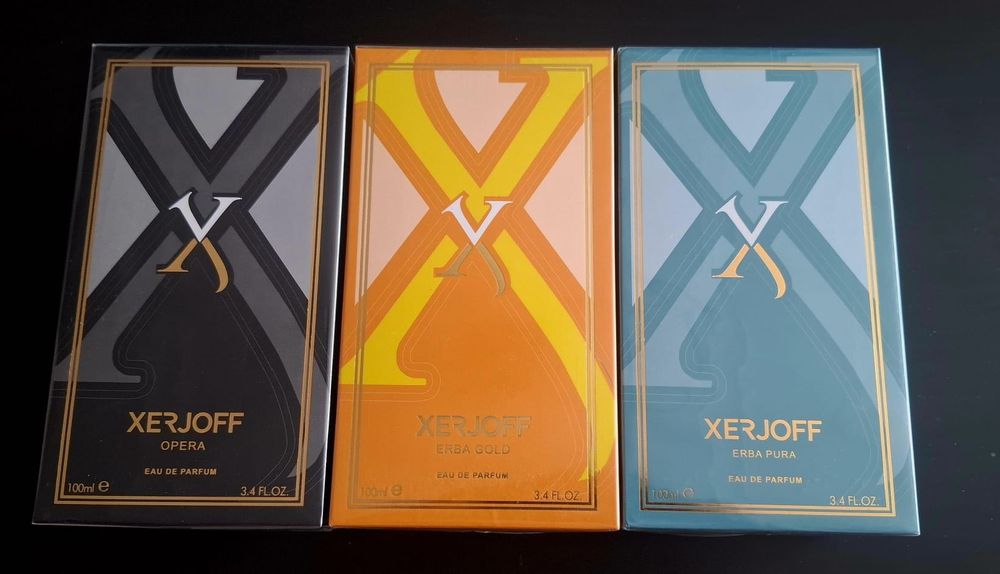 XERJOFF
OPERA
EAU DE PARFUM
100ml e
3.4 FL.OZ.
XERJOFF
ERBA GOLD
EAU DE PARFUM
100ml e
3.4 FL.OZ.
XERJOFF
ERBA PURA
EAU DE PARFUM
100ml e
3.4 FL.OZ.